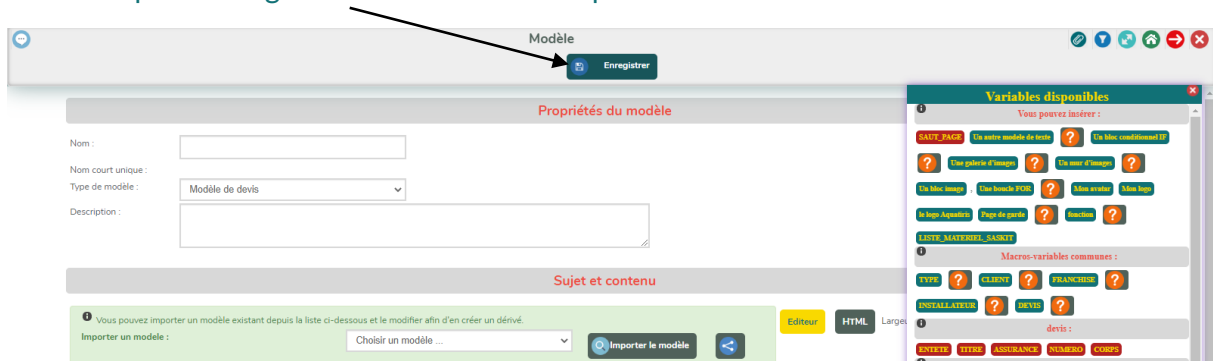 Modèle
Enregistrer
Propriétés du modèle
Nom :
Nom court unique :
Type de modèle :
Modèle de devis
Description :
Sujet et contenu
Vous pouvez importer un modèle existant depuis la liste ci-dessous et le modifier afin d'en créer un dérivé.
Importer un modele :
Choisir un modèle ...
Importer le modèle
Editeur
HTML
Variables disponibles
Vous pouvez insérer :
SAUT_PAGE Un autre modele de texte ? Un bloc conditionnel IF
? Une galerie d'images ? Un mur d'images ?
Un bloc image , Une boucle FOR ? Mon avatar Mon logo
le logo Aquatiris Page de garde ? fonction ?
LISTE_MATERIEL_SASKIT
Macros-variables communes :
TYPE ? CLIENT ? FRANCHISE ?
INSTALLATEUR ? DEVIS ?
devis :
ENTETE TITRE ASSURANCE NUMERO CORPS